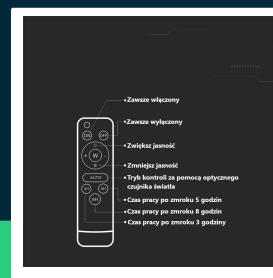 Zawsze włączony
Zawsze wyłączony
ON
OFF
Zwiększ jasność
+ W -
Zmniejsz jasność
AUTO
Tryb kontroli za pomocą optycznego
czujnika światła
3H
5H
Czas pracy po zmroku 5 godzin
8H
Czas pracy po zmroku 8 godzin
Czas pracy po zmroku 3 godziny